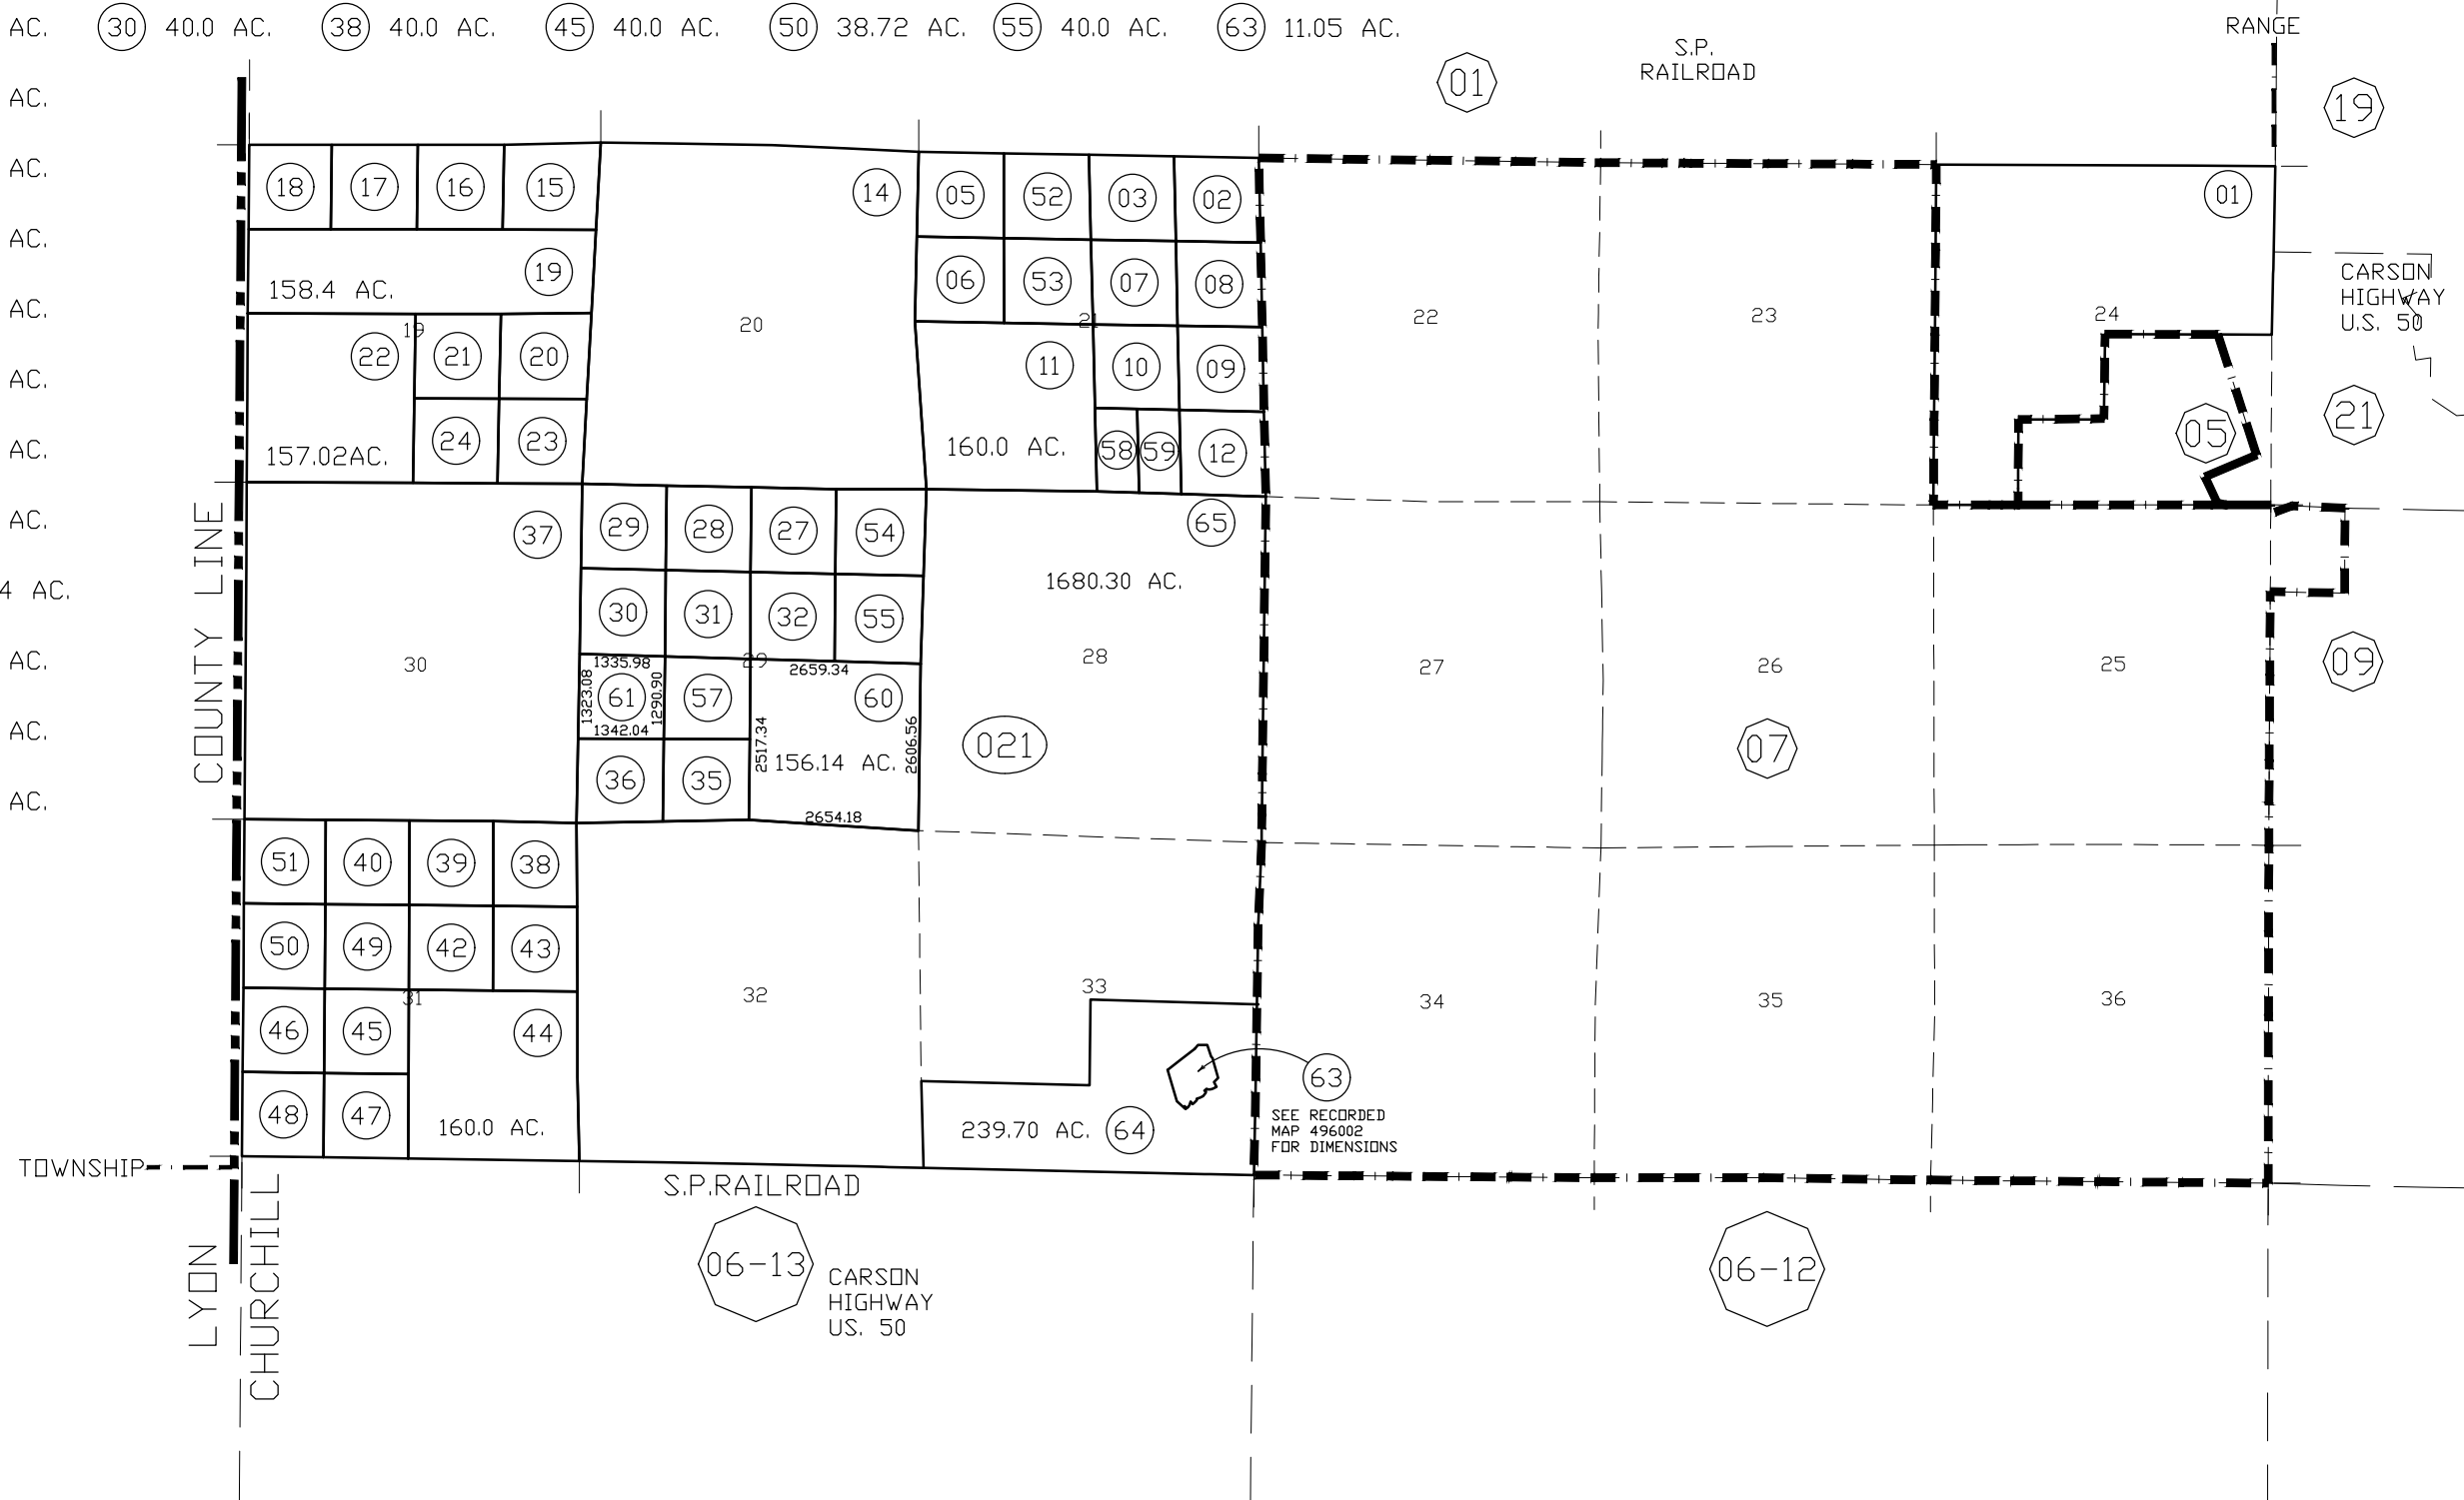 AC. 30 40.0 AC. 38 40.0 AC. 45 40.0 AC. 50 38.72 AC. 55 40.0 AC. 63 11.05 AC.
RANGE
S.P.
RAILROAD
01
19
AC.
AC.
AC.
AC.
AC.
AC.
AC.
4 AC.
AC.
AC.
AC.
18 17 16 15 14 05 52 03 02 01
19 06 53 07 08
158.4 AC.
CARSON
HIGHWAY
U.S. 50
19 20 21 22 23 24
22 21 20 11 10 09
24 23 58 59 12 05 21
157.02AC.
160.0 AC.
COUNTY LINE
37 29 28 27 54 65
1680.30 AC.
30 31 32 55
30 29 28 27 26 25 09
1335.98
2659.34
1323.08
61
1290.90
57 60
1342.04
2517.34
2606.56
021 07
156.14 AC.
36 35
2654.18
51 40 39 38
50 49 42 43
31 32 33 34 35 36
46 45 44
63
48 47
160.0 AC.
239.70 AC. 64
SEE RECORDED
MAP 496002
FOR DIMENSIONS
TOWNSHIP
S.P.RAILROAD
LYON
CHURCHILL
06-13
06-12
CARSON
HIGHWAY
US. 50